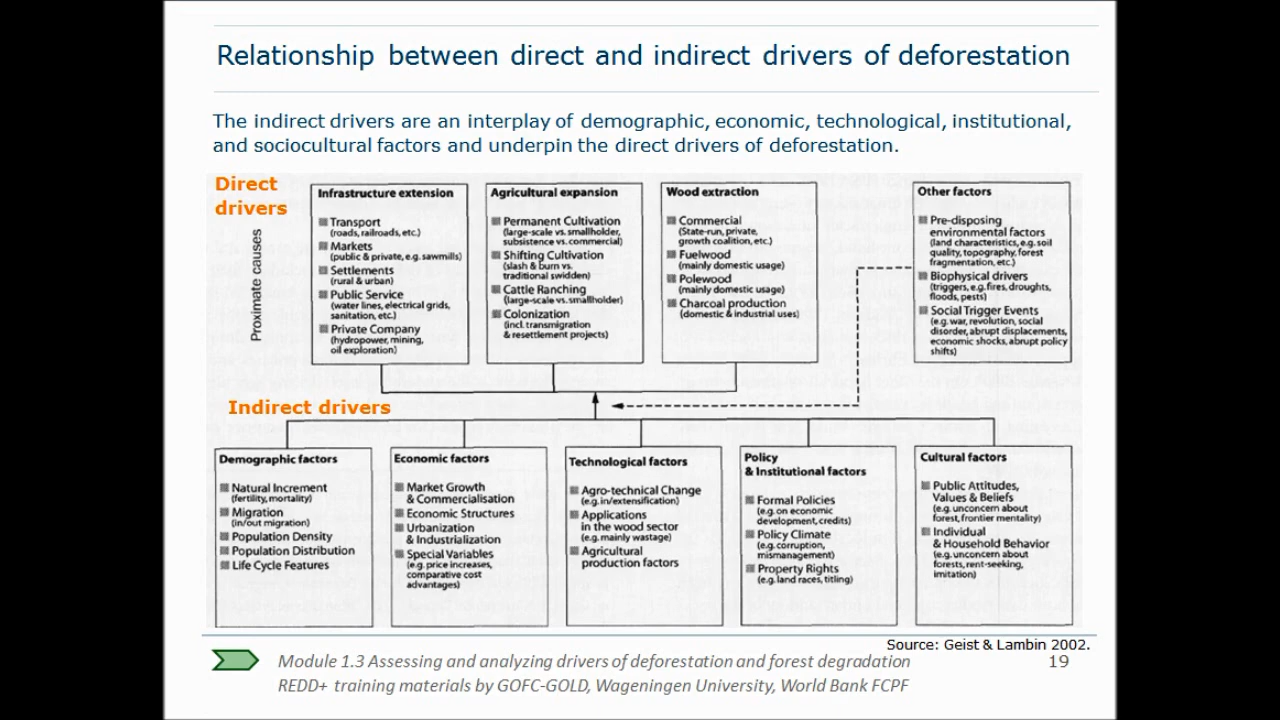 Relationship between direct and indirect drivers of deforestation
The indirect drivers are an interplay of demographic, economic, technological, institutional,
and sociocultural factors and underpin the direct drivers of deforestation.
Direct
drivers
Proximate causes
Infrastructure extension
Transport
(roads, railroads, etc.)
Markets
(public & private, e.g. sawmills)
Settlements
(rural & urban)
Public Service
(water lines, electrical grids,
sanitation, etc.)
Private Company
(hydropower, mining,
oil exploration)
Agricultural expansion
Permanent Cultivation
(large-scale vs. smallholder,
subsistence vs. commercial)
Shifting Cultivation
(slash & burn vs.
traditional swidden)
Cattle Ranching
(large-scale vs. smallholder)
Colonization
(incl. transmigration
& resettlement projects)
Wood extraction
Commercial
(State-run, private,
growth coalition, etc.)
Fuelwood
(mainly domestic usage)
Polewood
(mainly domestic usage)
Charcoal production
(domestic & industrial uses)
Other factors
Pre-disposing
environmental factors
(land characteristics, e.g. soil
quality, topography, forest
fragmentation, etc.)
Biophysical drivers
(triggers, e.g. fires, droughts,
floods, pests)
Social Trigger Events
(e.g. war, revolution, social
disorder, abrupt displacements,
economic shocks, abrupt policy
shifts)
Indirect drivers
Demographic factors
Natural Increment
(fertility, mortality)
Migration
(in/out migration)
Population Density
Population Distribution
Life Cycle Features
Economic factors
Market Growth
& Commercialisation
Economic Structures
Urbanization
& Industrialization
Special Variables
(e.g. price increases,
comparative cost
advantages)
Technological factors
Agro-technical Change
(e.g. in/extensification)
Applications
in the wood sector
(e.g. mainly wastage)
Agricultural
production factors
Policy
& Institutional factors
Formal Policies
(e.g. on economic
development, credits)
Policy Climate
(e.g. corruption,
mismanagement)
Property Rights
(e.g. land races, titling)
Cultural factors
Public Attitudes,
Values & Beliefs
(e.g. unconcern about
forest, frontier mentality)
Individual
& Household Behavior
(e.g. unconcern about
forests, rent-seeking,
imitation)
Source: Geist & Lambin 2002.
Module 1.3 Assessing and analyzing drivers of deforestation and forest degradation
19
REDD+ training materials by GOFC-GOLD, Wageningen University, World Bank FCPF